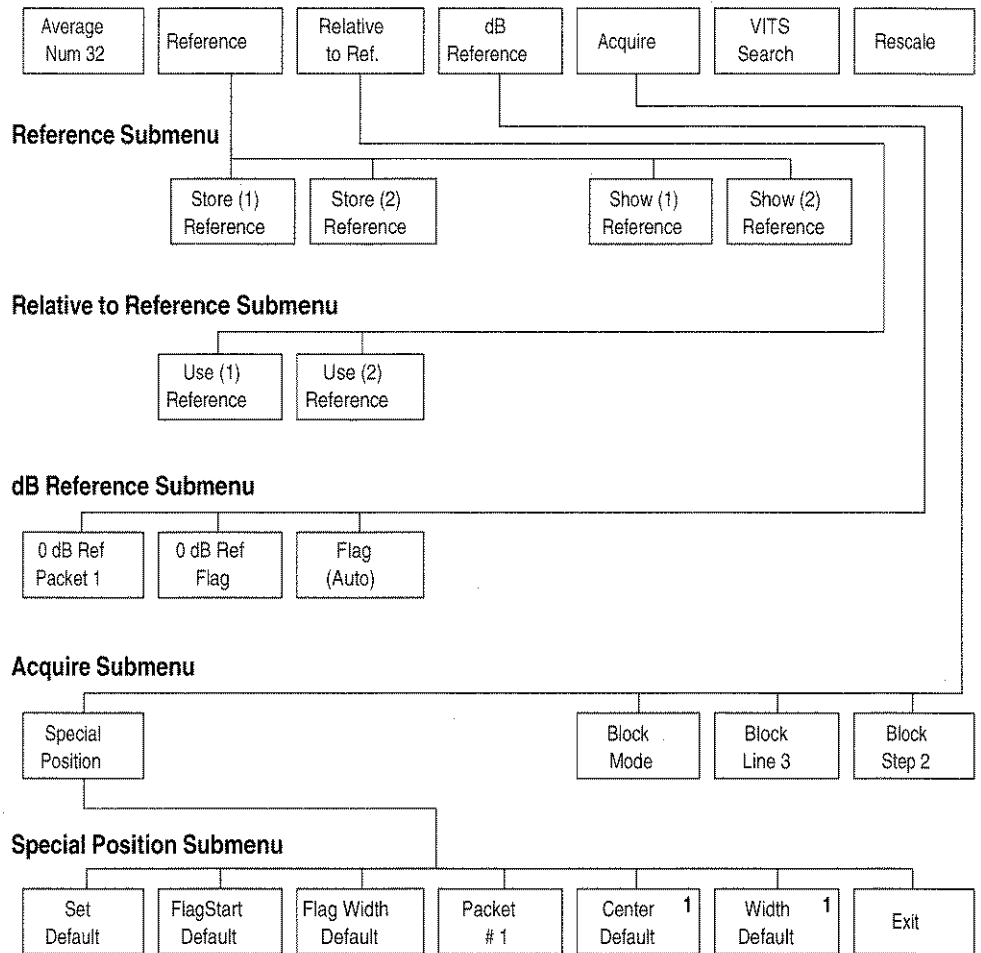 Average
Num 32
Reference
Relative
to Ref.
dB
Reference
Acquire
VITS
Search
Rescale
Reference Submenu
Store (1)
Reference
Store (2)
Reference
Show (1)
Reference
Show (2)
Reference
Relative to Reference Submenu
Use (1)
Reference
Use (2)
Reference
dB Reference Submenu
0 dB Ref
Packet 1
0 dB Ref
Flag
Flag
(Auto)
Acquire Submenu
Special
Position
Block
Mode
Block
Line 3
Block
Step 2
Special Position Submenu
Set
Default
FlagStart
Default
Flag Width
Default
Packet
# 1
Center 1
Default
Width 1
Default
Exit